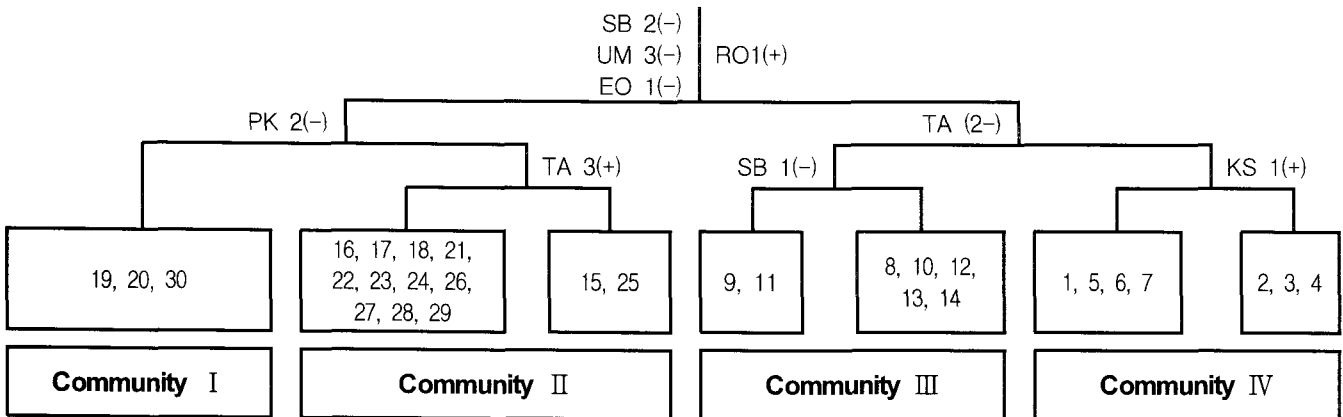 SB 2(−)
UM 3(−) RO1(+)
EO 1(−)
PK 2(−) TA (2−)
TA 3(+) SB 1(−) KS 1(+)
19, 20, 30
16, 17, 18, 21,
22, 23, 24, 26,
27, 28, 29
15, 25
9, 11
8, 10, 12,
13, 14
1, 5, 6, 7
2, 3, 4
Community Ⅰ Community Ⅱ Community Ⅲ Community Ⅳ